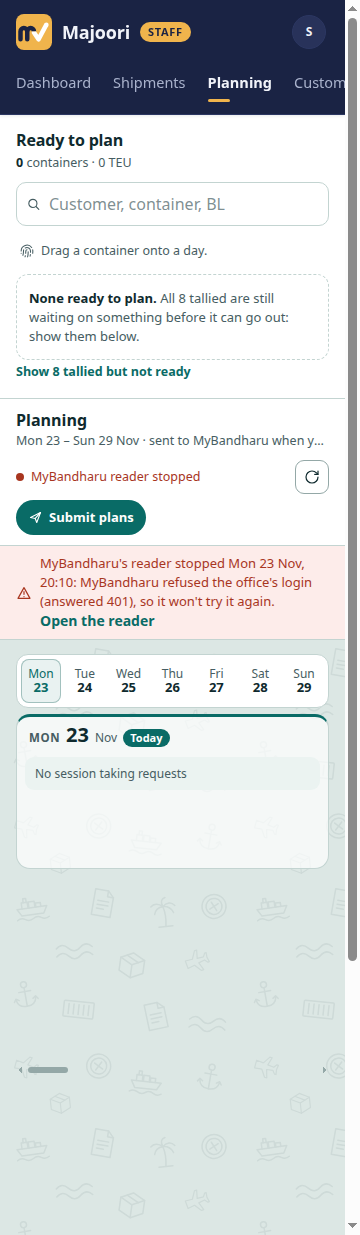 Majoori STAFF S
Dashboard Shipments Planning Custom
Ready to plan
0 containers · 0 TEU
Customer, container, BL
Drag a container onto a day.
None ready to plan. All 8 tallied are still
waiting on something before it can go out:
show them below.
Show 8 tallied but not ready
Planning
Mon 23 – Sun 29 Nov · sent to MyBandharu when y…
MyBandharu reader stopped
Submit plans
MyBandharu's reader stopped Mon 23 Nov,
20:10: MyBandharu refused the office's login
(answered 401), so it won't try it again.
Open the reader
Mon Tue Wed Thu Fri Sat Sun
23 24 25 26 27 28 29
MON 23 Nov Today
No session taking requests